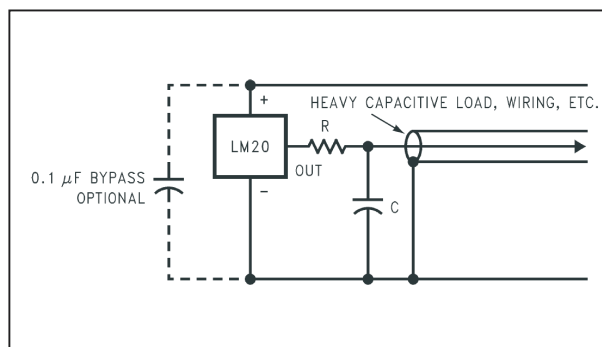 HEAVY CAPACITIVE LOAD, WIRING, ETC.
+
R
LM20
OUT
0.1 μF BYPASS
OPTIONAL
−
C